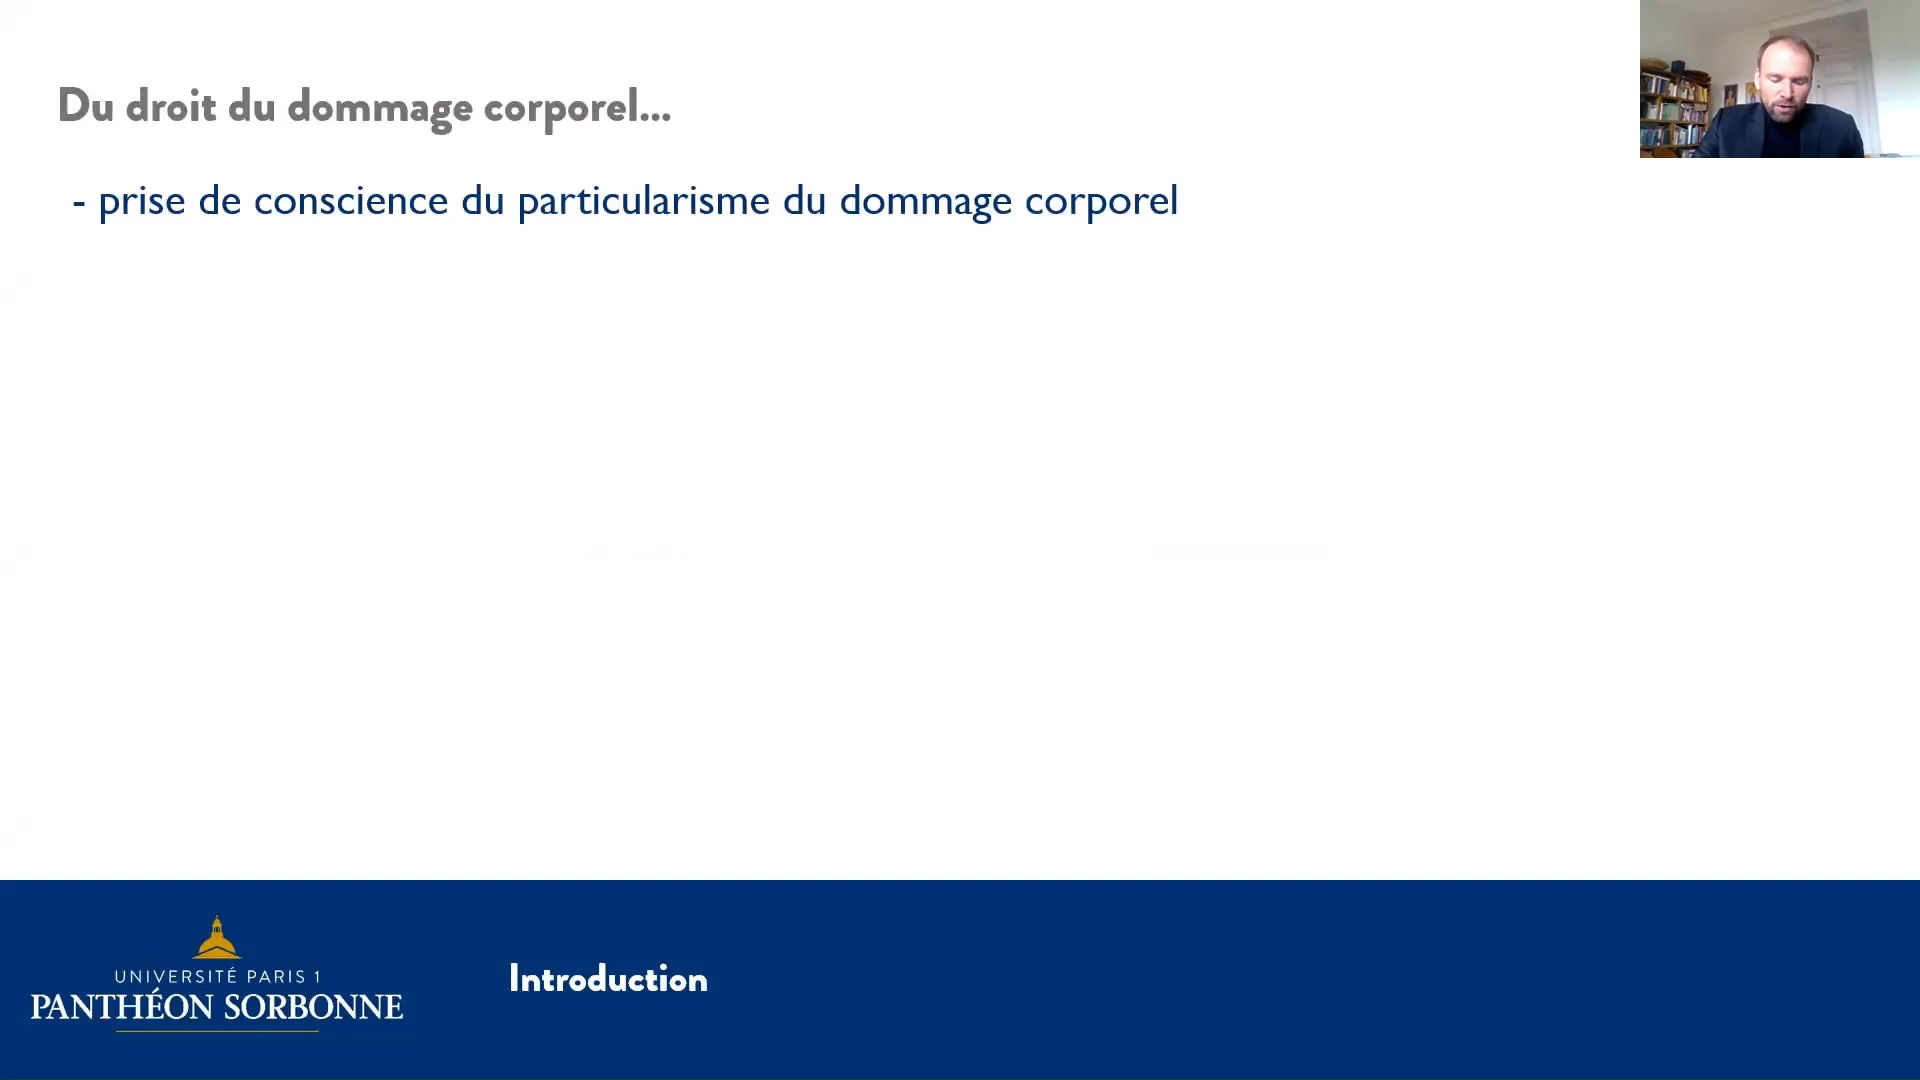 Du droit du dommage corporel...
- prise de conscience du particularisme du dommage corporel
UNIVERSITÉ PARIS 1
PANTHÉON SORBONNE
Introduction